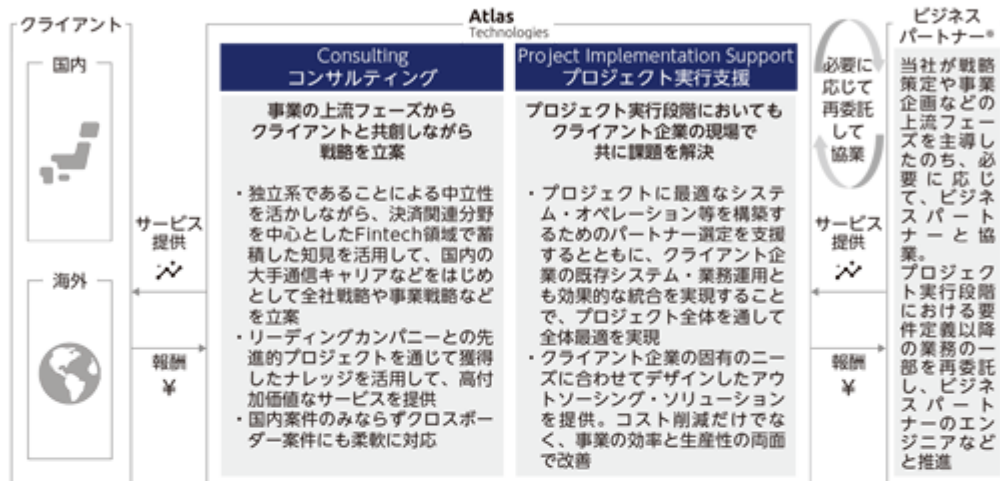 クライアント
国内
海外
サービス
提供
報酬
¥
Atlas
Technologies
Consulting
コンサルティング
事業の上流フェーズから
クライアントと共創しながら
戦略を立案
・独立系であることによる中立性
を活かしながら、決済関連分野
を中心としたFintech領域で蓄
積した知見を活用して、国内の
大手通信キャリアなどをはじめ
として全社戦略や事業戦略など
を立案
・リーディングカンパニーとの先
進的プロジェクトを通じて獲得
したナレッジを活用して、高付
加価値なサービスを提供
・国内案件のみならずクロスボー
ダー案件にも柔軟に対応
Project Implementation Support
プロジェクト実行支援
プロジェクト実行段階においても
クライアント企業の現場で
共に課題を解決
・プロジェクトに最適なシステ
ム・オペレーション等を構築す
るためのパートナー選定を支援
するとともに、クライアント企
業の既存システム・業務運用と
も効果的な統合を実現すること
で、プロジェクト全体を通して
全体最適を実現
・クライアント企業の固有のニー
ズに合わせてデザインしたアウ
トソーシング・ソリューション
を提供。コスト削減だけでな
く、事業の効率と生産性の両面
で改善
必要に
応じて
再委託
して
協業
サービス
提供
報酬
¥
ビジネス
パートナー※
当社が戦略
策定や事業
企画などの
上流フェー
ズを主導し
たのち、必
要に応じ
て、ビジネ
スパート
ナーと協
業。
プロジェク
ト実行段階
における要
件定義以降
の業務の一
部を再委託
し、ビジネ
スパート
ナーのエン
ジニアなど
と推進